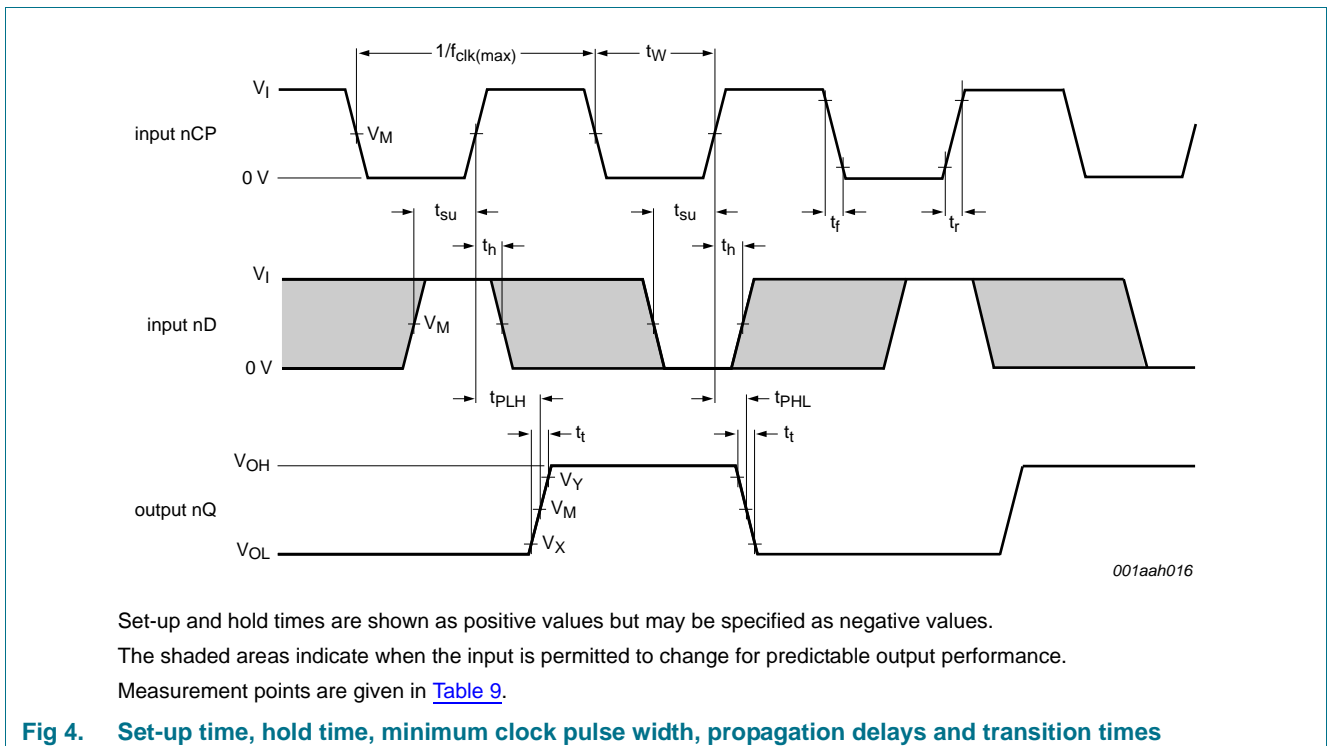 1/fclk(max)
tW
VI
input nCP
VM
0 V
tsu
tsu
tf
tr
th
th
VI
input nD
VM
0 V
tPLH
tPHL
tt
tt
VOH
VY
output nQ
VM
VX
VOL
001aah016
Set-up and hold times are shown as positive values but may be specified as negative values.
The shaded areas indicate when the input is permitted to change for predictable output performance.
Measurement points are given in Table 9.
Fig 4. Set-up time, hold time, minimum clock pulse width, propagation delays and transition times